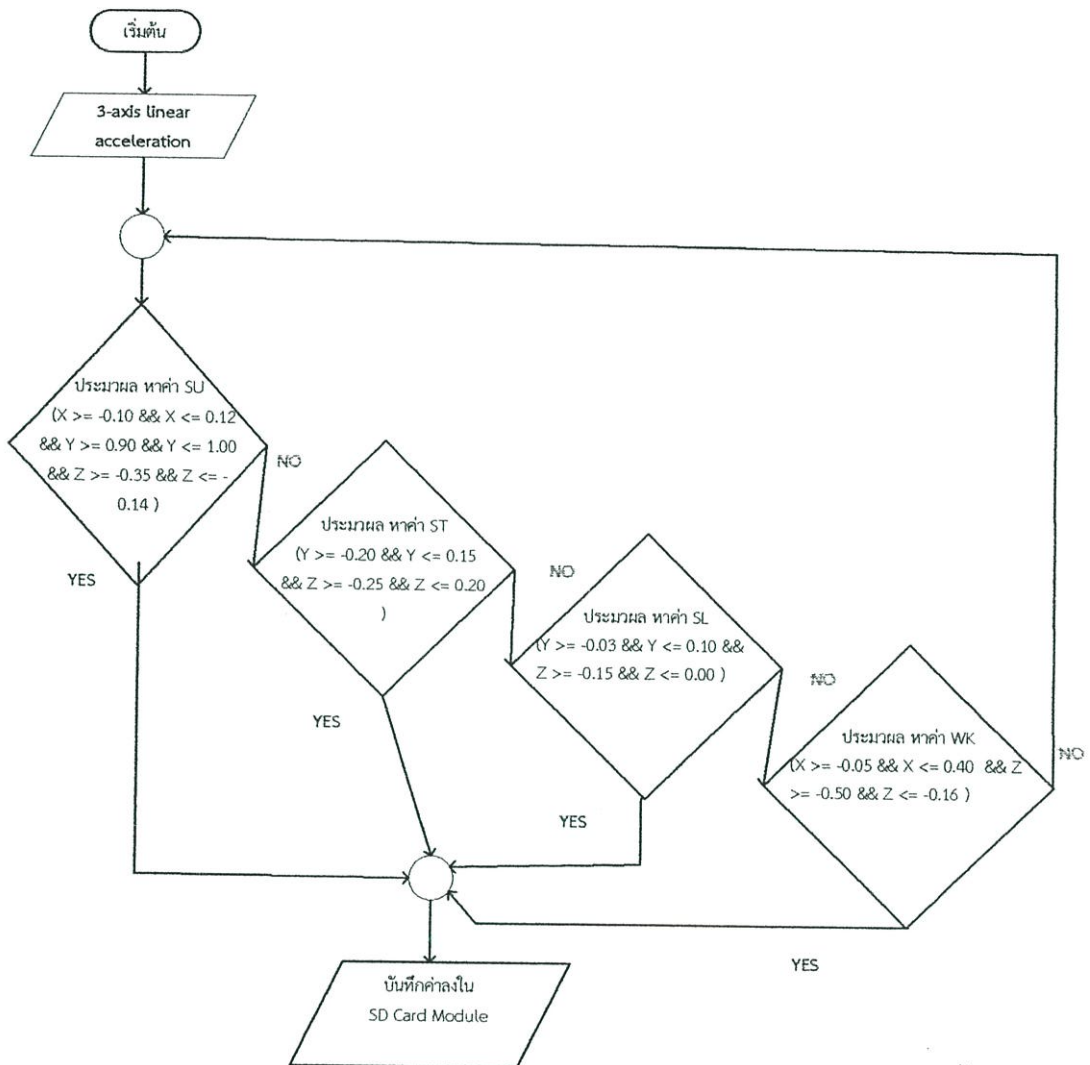 เริ่มต้น
3-axis linear
acceleration
ประมวผล หาค่า SU
(X >= -0.10 && X <= 0.12
&& Y >= 0.90 && Y <= 1.00
&& Z >= -0.35 && Z <= -
0.14 )
NO
YES
ประมวผล หาค่า ST
(Y >= -0.20 && Y <= 0.15
&& Z >= -0.25 && Z <= 0.20
)
NO
YES
ประมวผล หาค่า SL
(Y >= -0.03 && Y <= 0.10 &&
Z >= -0.15 && Z <= 0.00 )
NO
YES
ประมวผล หาค่า WK
(X >= -0.05 && X <= 0.40 && Z
>= -0.50 && Z <= -0.16 )
NO
YES
บันทึกค่าลงใน
SD Card Module